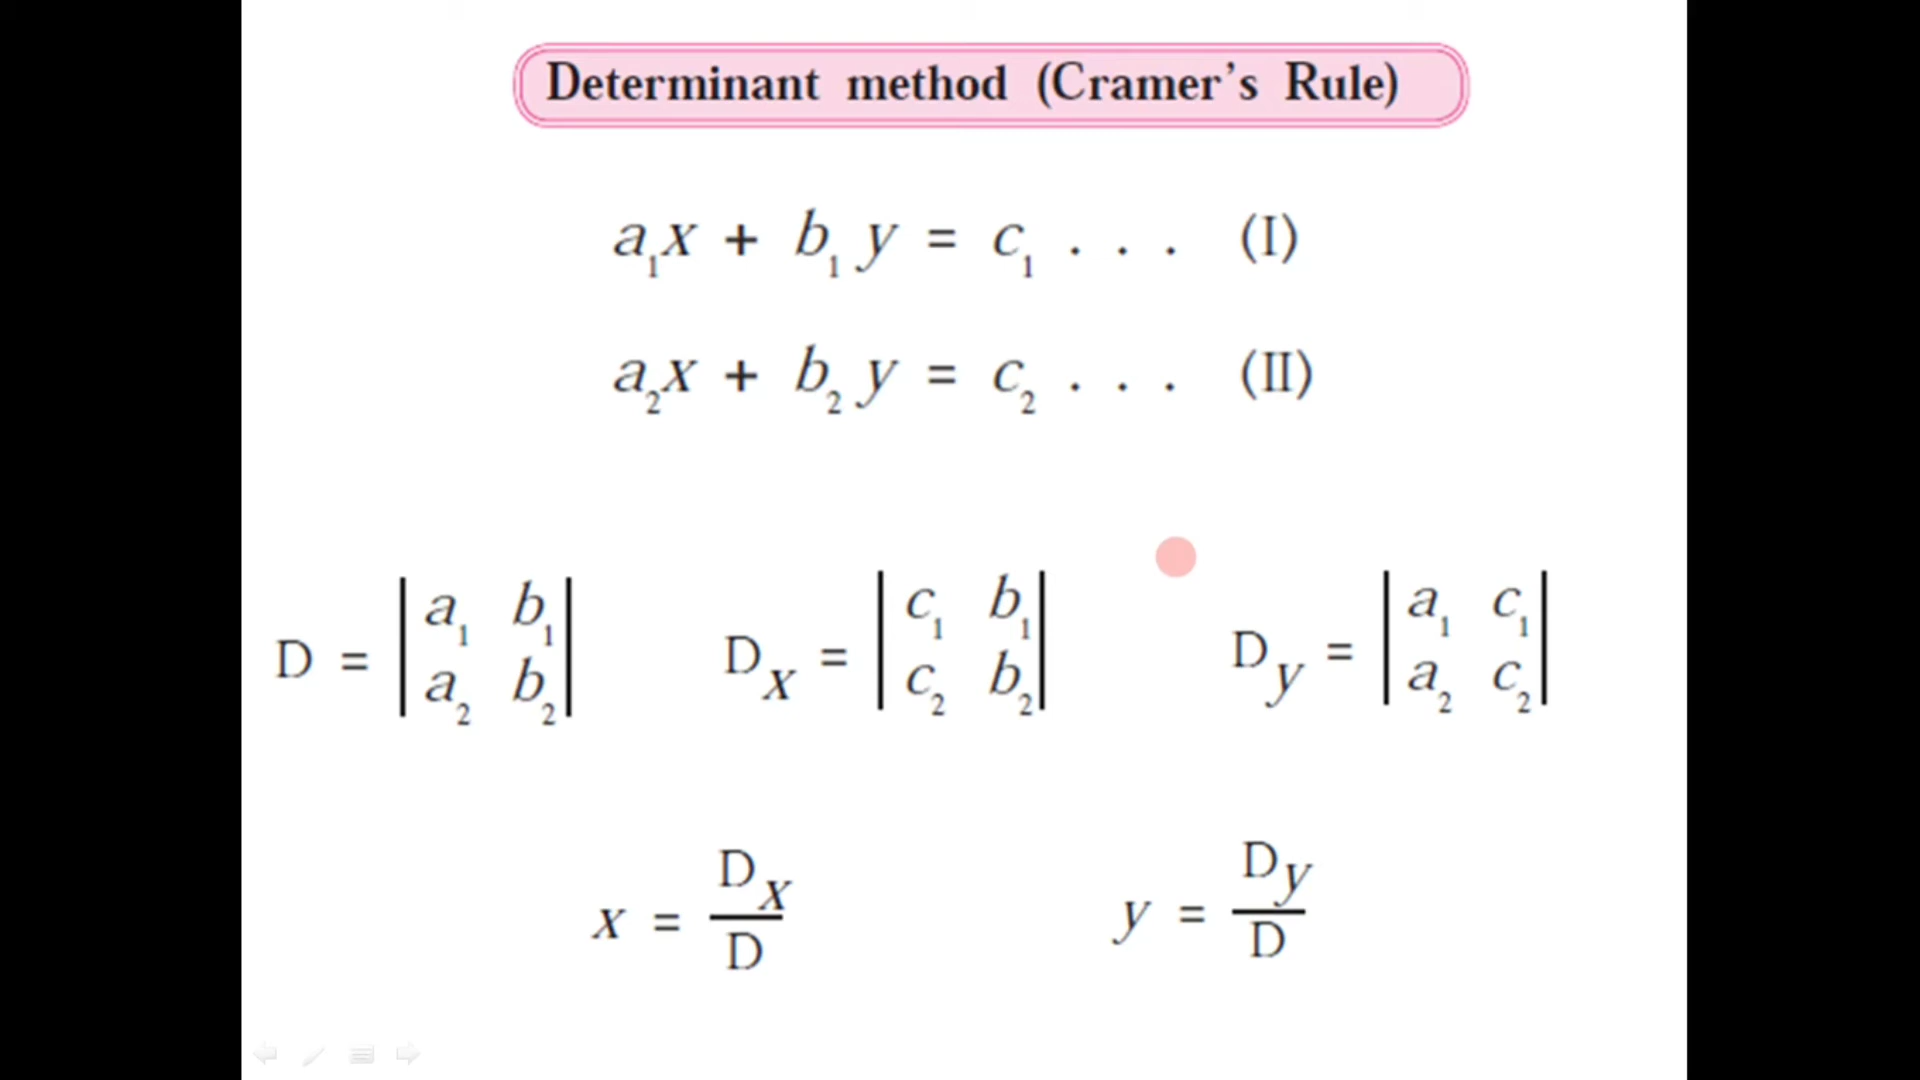 Determinant method (Cramer's Rule)
a₁x + b₁y = c₁ . . . (I)
a₂x + b₂y = c₂ . . . (II)
D = |a₁ b₁| Dx = |c₁ b₁| Dy = |a₁ c₁|
|a₂ b₂| |c₂ b₂| |a₂ c₂|
x = Dx/D y = Dy/D